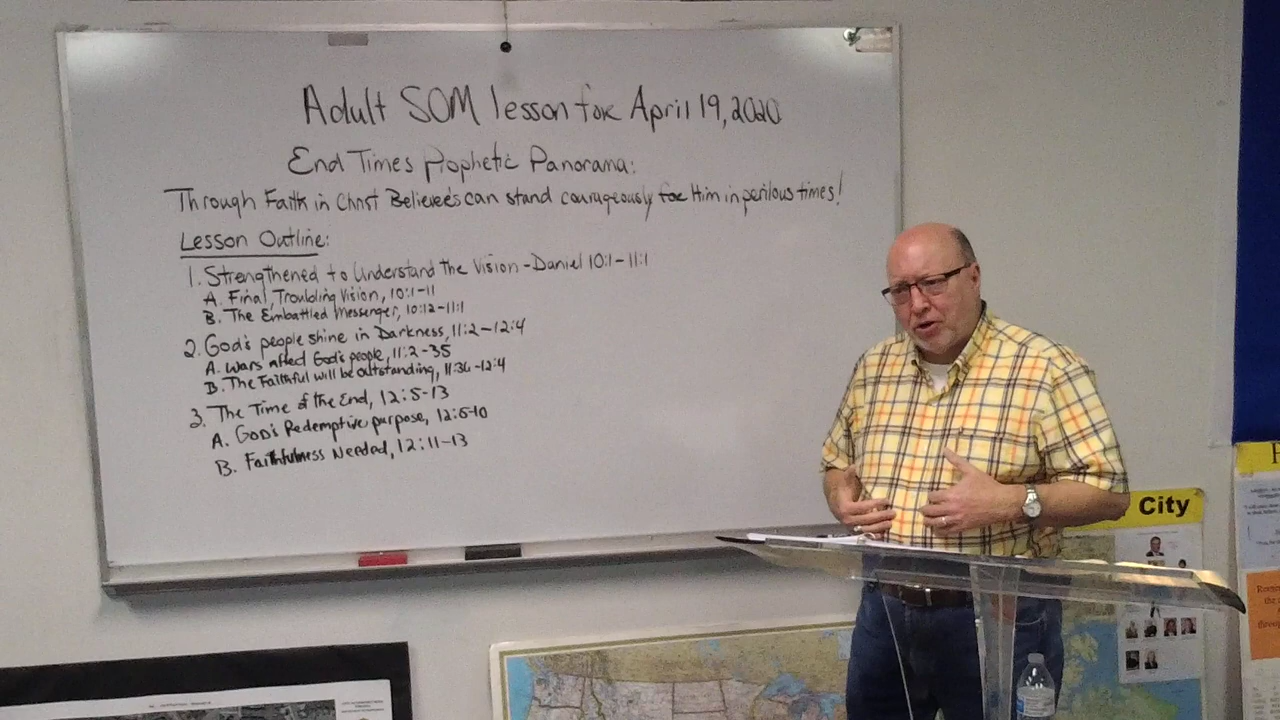 Adult SOM lesson for April 19, 2020
End Times Prophetic Panorama:
Through Faith in Christ Believers can stand courageously for Him in perilous times!
Lesson Outline:
1. Strengthened to Understand the Vision - Daniel 10:1-11:1
A. Final, Troubling Vision, 10:1-11
B. The Embattled Messenger, 10:12-11:1
2. God's people shine in Darkness, 11:2-12:4
A. Wars affect God's people, 11:2-35
B. The Faithful will be outstanding, 11:36-12:4
3. The Time of the End, 12:5-13
A. God's Redemptive purpose, 12:5-10
B. Faithfulness Needed, 12:11-13
City